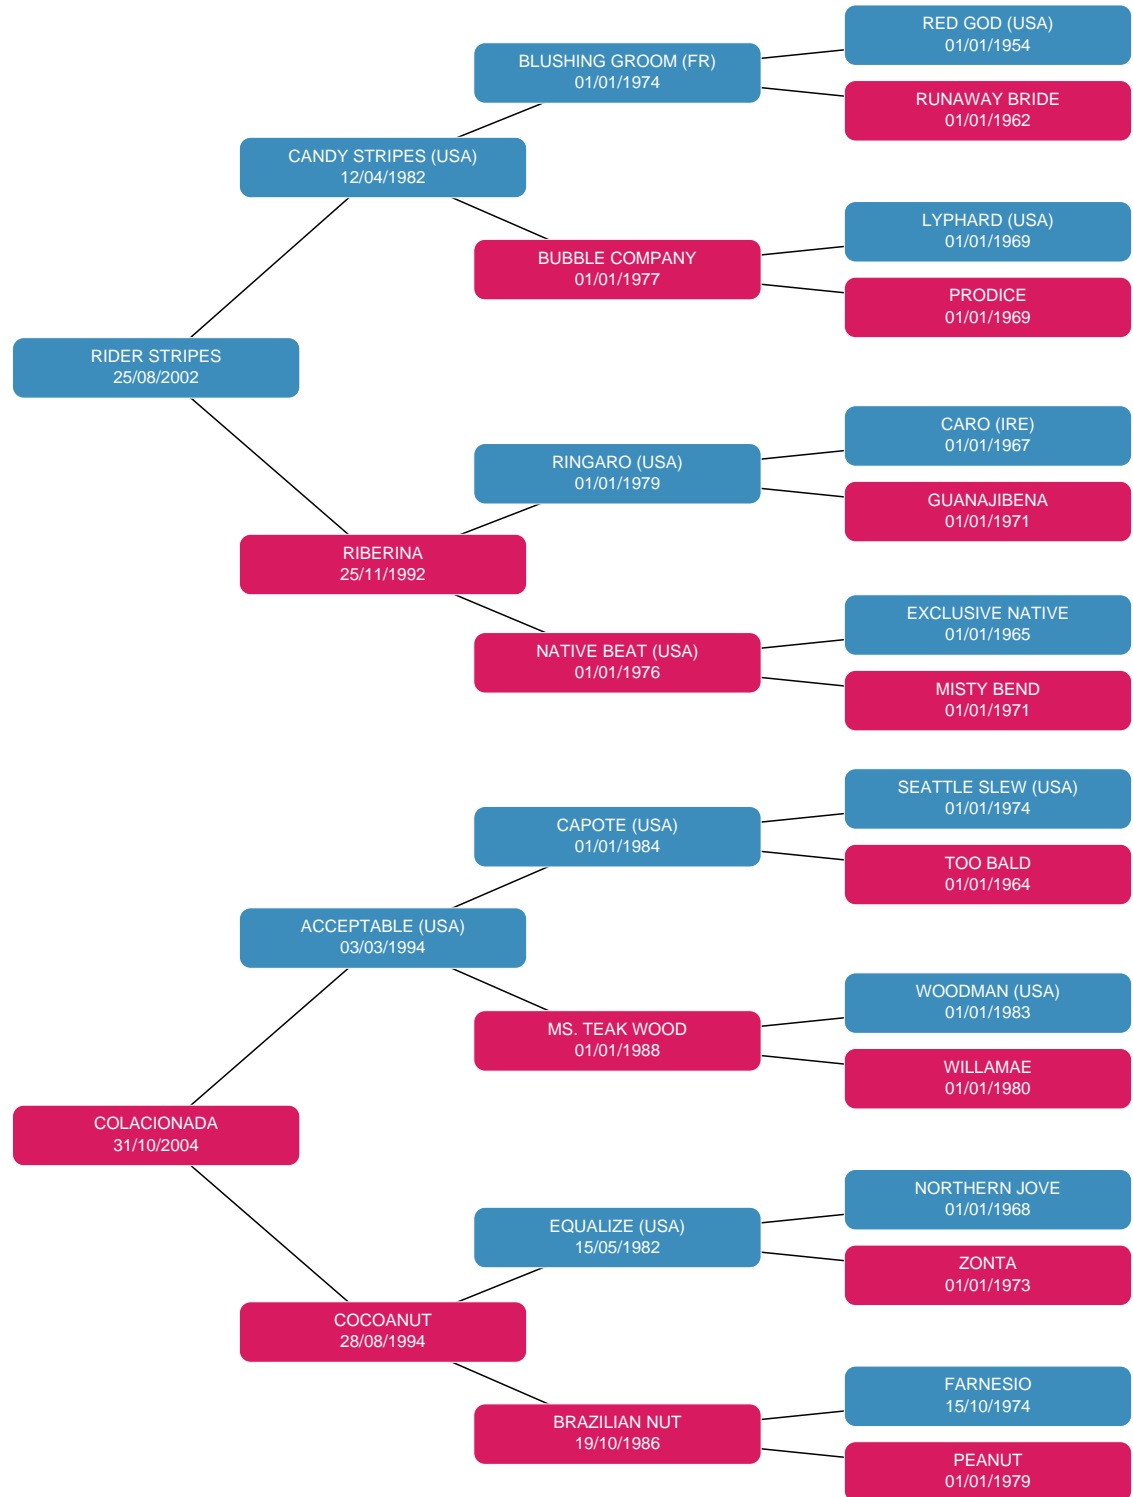 RED GOD (USA)
01/01/1954
BLUSHING GROOM (FR)
01/01/1974
RUNAWAY BRIDE
01/01/1962
CANDY STRIPES (USA)
12/04/1982
LYPHARD (USA)
01/01/1969
BUBBLE COMPANY
01/01/1977
PRODICE
01/01/1969
RIDER STRIPES
25/08/2002
CARO (IRE)
01/01/1967
RINGARO (USA)
01/01/1979
GUANAJIBENA
01/01/1971
RIBERINA
25/11/1992
EXCLUSIVE NATIVE
01/01/1965
NATIVE BEAT (USA)
01/01/1976
MISTY BEND
01/01/1971
SEATTLE SLEW (USA)
01/01/1974
CAPOTE (USA)
01/01/1984
TOO BALD
01/01/1964
ACCEPTABLE (USA)
03/03/1994
WOODMAN (USA)
01/01/1983
MS. TEAK WOOD
01/01/1988
WILLAMAE
01/01/1980
COLACIONADA
31/10/2004
NORTHERN JOVE
01/01/1968
EQUALIZE (USA)
15/05/1982
ZONTA
01/01/1973
COCOANUT
28/08/1994
FARNESIO
15/10/1974
BRAZILIAN NUT
19/10/1986
PEANUT
01/01/1979